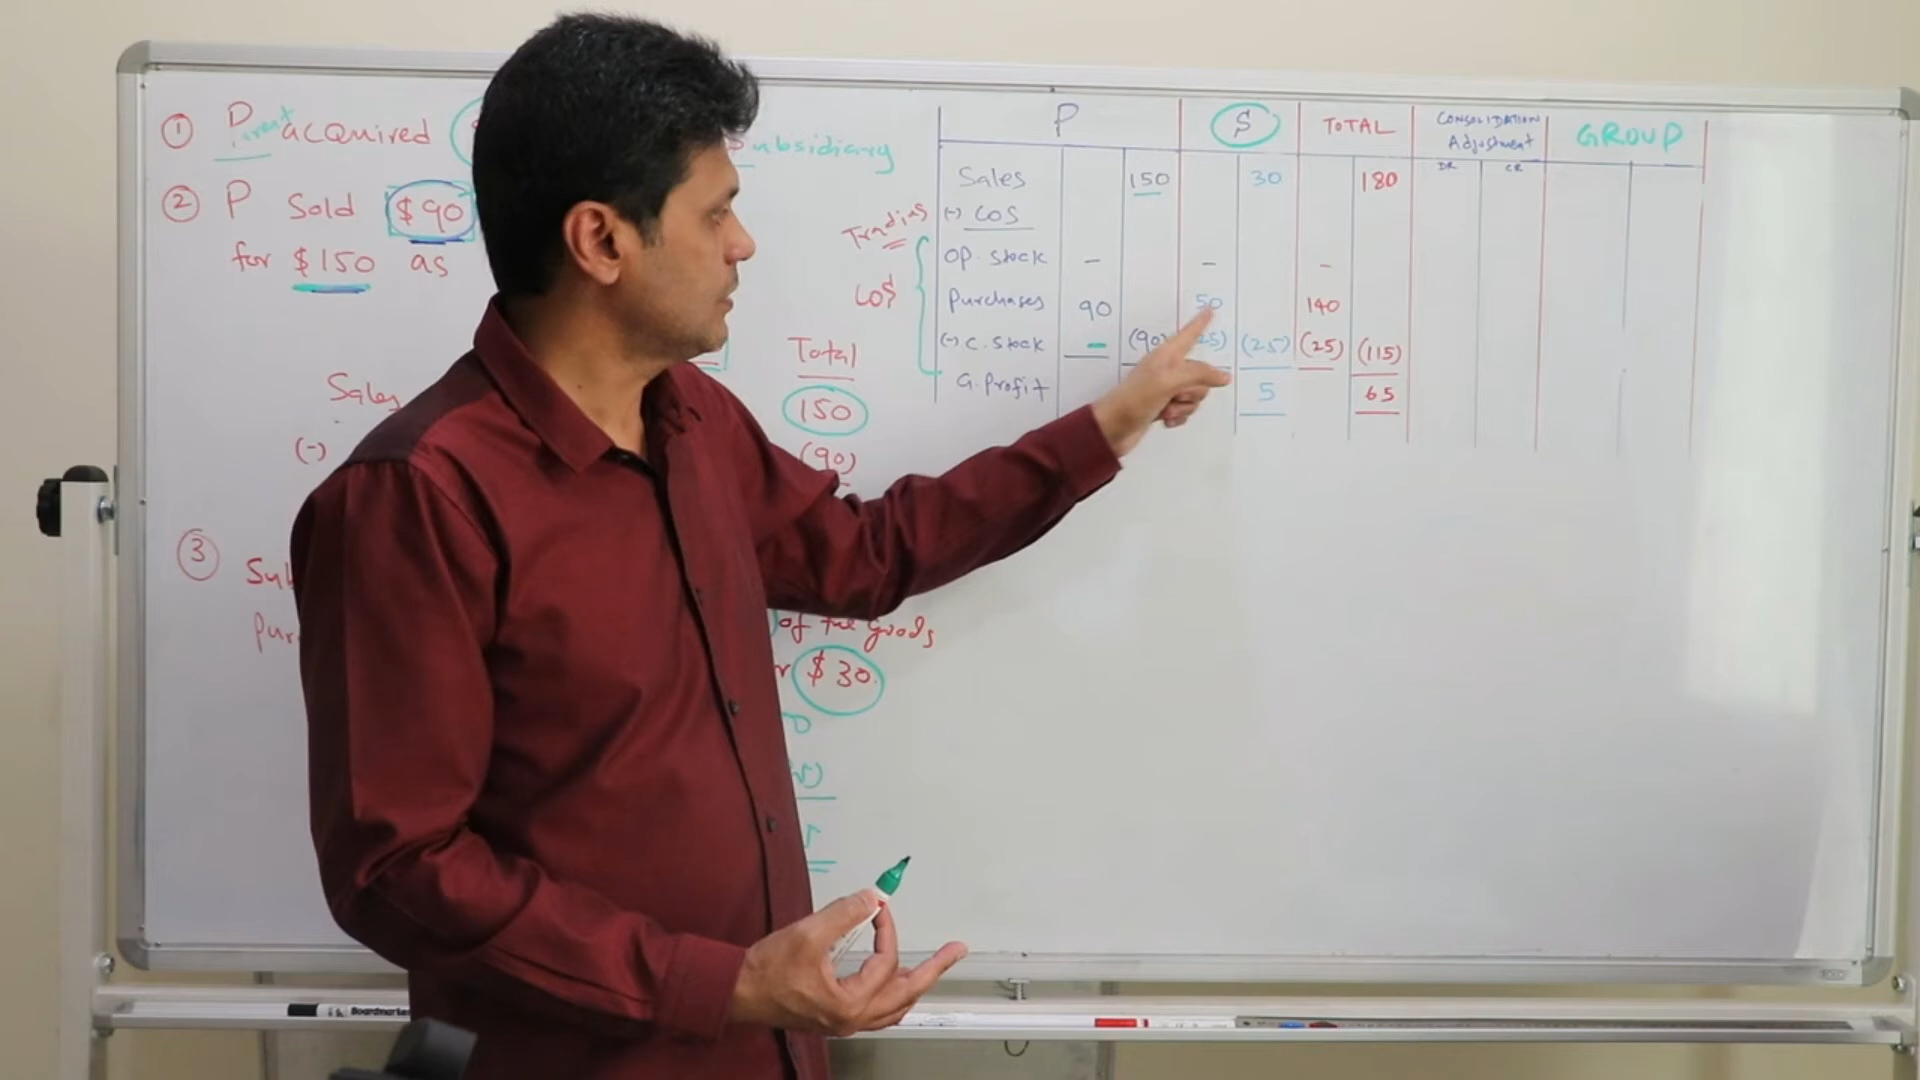 ① Parent acquired
Subsidiary
② P Sold $90
for $150 as
Total
Sales 150
(-) (90)
③
of the goods
$30
Trading
COS
P $ TOTAL CONSOLIDATION Adjustment GROUP
DR CR
Sales 150 30 180
(-) COS
OP. Stock - - -
Purchases 90 50 140
(-) C. Stock - (90) (25) (25) (25) (115)
G. Profit 5 65
Boardmarker